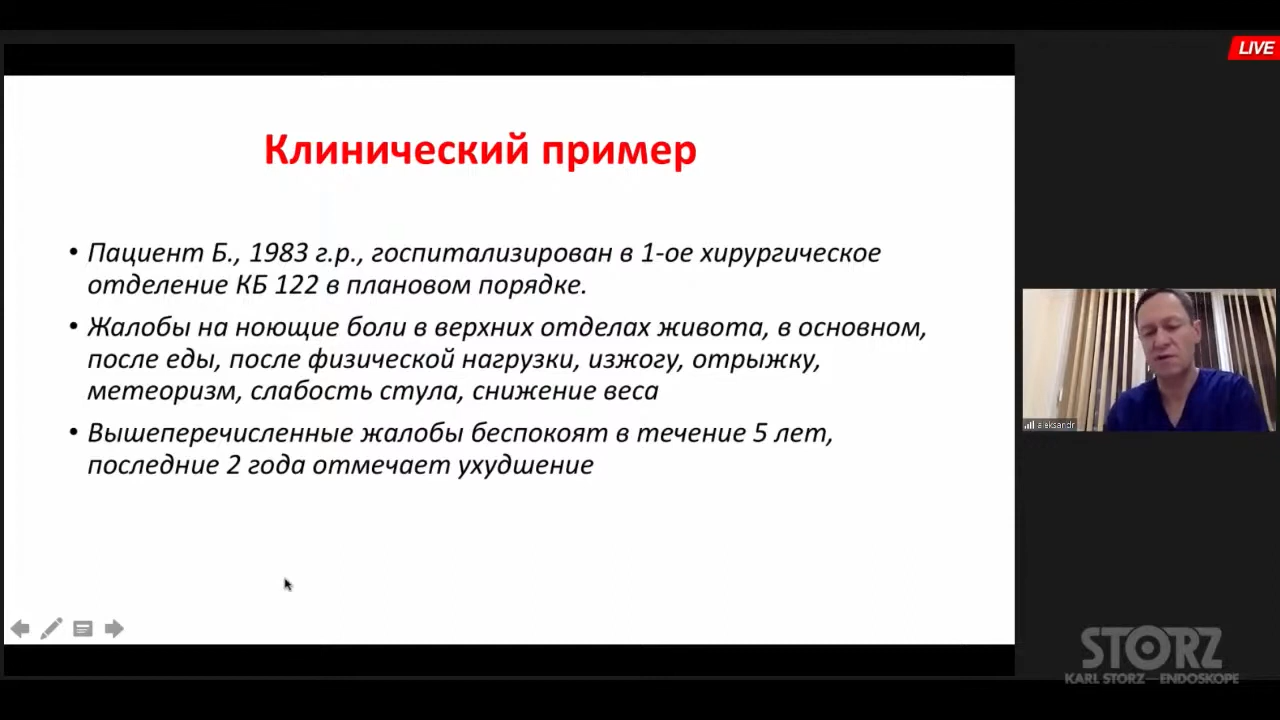 LIVE
Клинический пример
• Пациент Б., 1983 г.р., госпитализирован в 1-ое хирургическое
отделение КБ 122 в плановом порядке.
• Жалобы на ноющие боли в верхних отделах живота, в основном,
после еды, после физической нагрузки, изжогу, отрыжку,
метеоризм, слабость стула, снижение веса
• Вышеперечисленные жалобы беспокоят в течение 5 лет,
последние 2 года отмечает ухудшение
aleksandr
STORZ
KARL STORZ—ENDOSKOPE